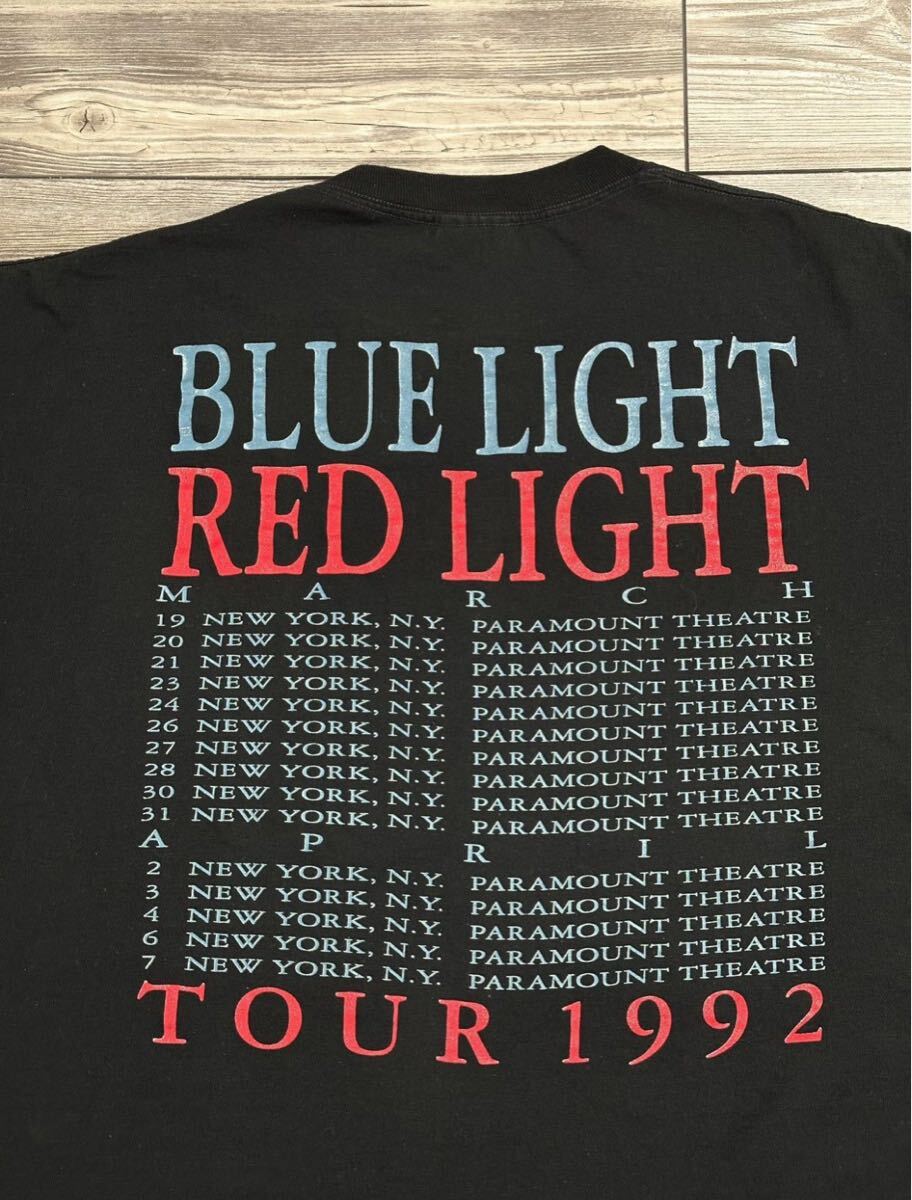 BLUE LIGHT
RED LIGHT
MARCH
19 NEW YORK, N.Y. PARAMOUNT THEATRE
20 NEW YORK, N.Y. PARAMOUNT THEATRE
21 NEW YORK, N.Y. PARAMOUNT THEATRE
23 NEW YORK, N.Y. PARAMOUNT THEATRE
24 NEW YORK, N.Y. PARAMOUNT THEATRE
26 NEW YORK, N.Y. PARAMOUNT THEATRE
27 NEW YORK, N.Y. PARAMOUNT THEATRE
28 NEW YORK, N.Y. PARAMOUNT THEATRE
30 NEW YORK, N.Y. PARAMOUNT THEATRE
31 NEW YORK, N.Y. PARAMOUNT THEATRE
APRIL
2 NEW YORK, N.Y. PARAMOUNT THEATRE
3 NEW YORK, N.Y. PARAMOUNT THEATRE
4 NEW YORK, N.Y. PARAMOUNT THEATRE
6 NEW YORK, N.Y. PARAMOUNT THEATRE
7 NEW YORK, N.Y. PARAMOUNT THEATRE
TOUR 1992